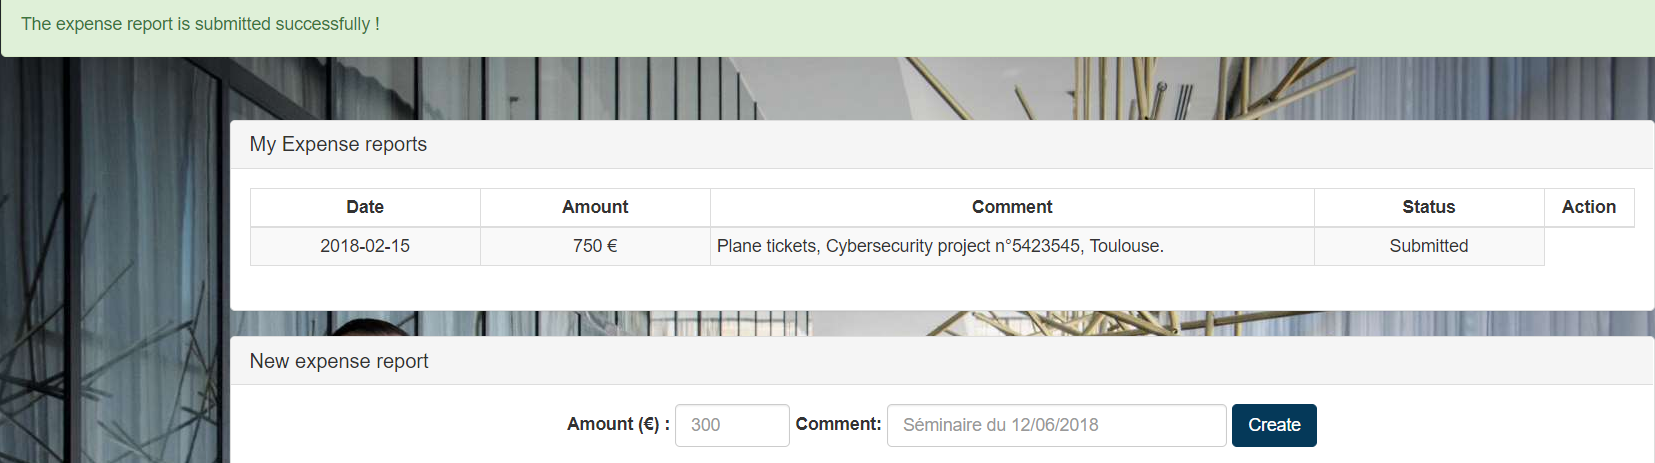 The expense report is submitted successfully !
My Expense reports
Date Amount Comment Status Action
2018-02-15 750 € Plane tickets, Cybersecurity project n°5423545, Toulouse. Submitted
New expense report
Amount (€) : 300 Comment: Séminaire du 12/06/2018 Create